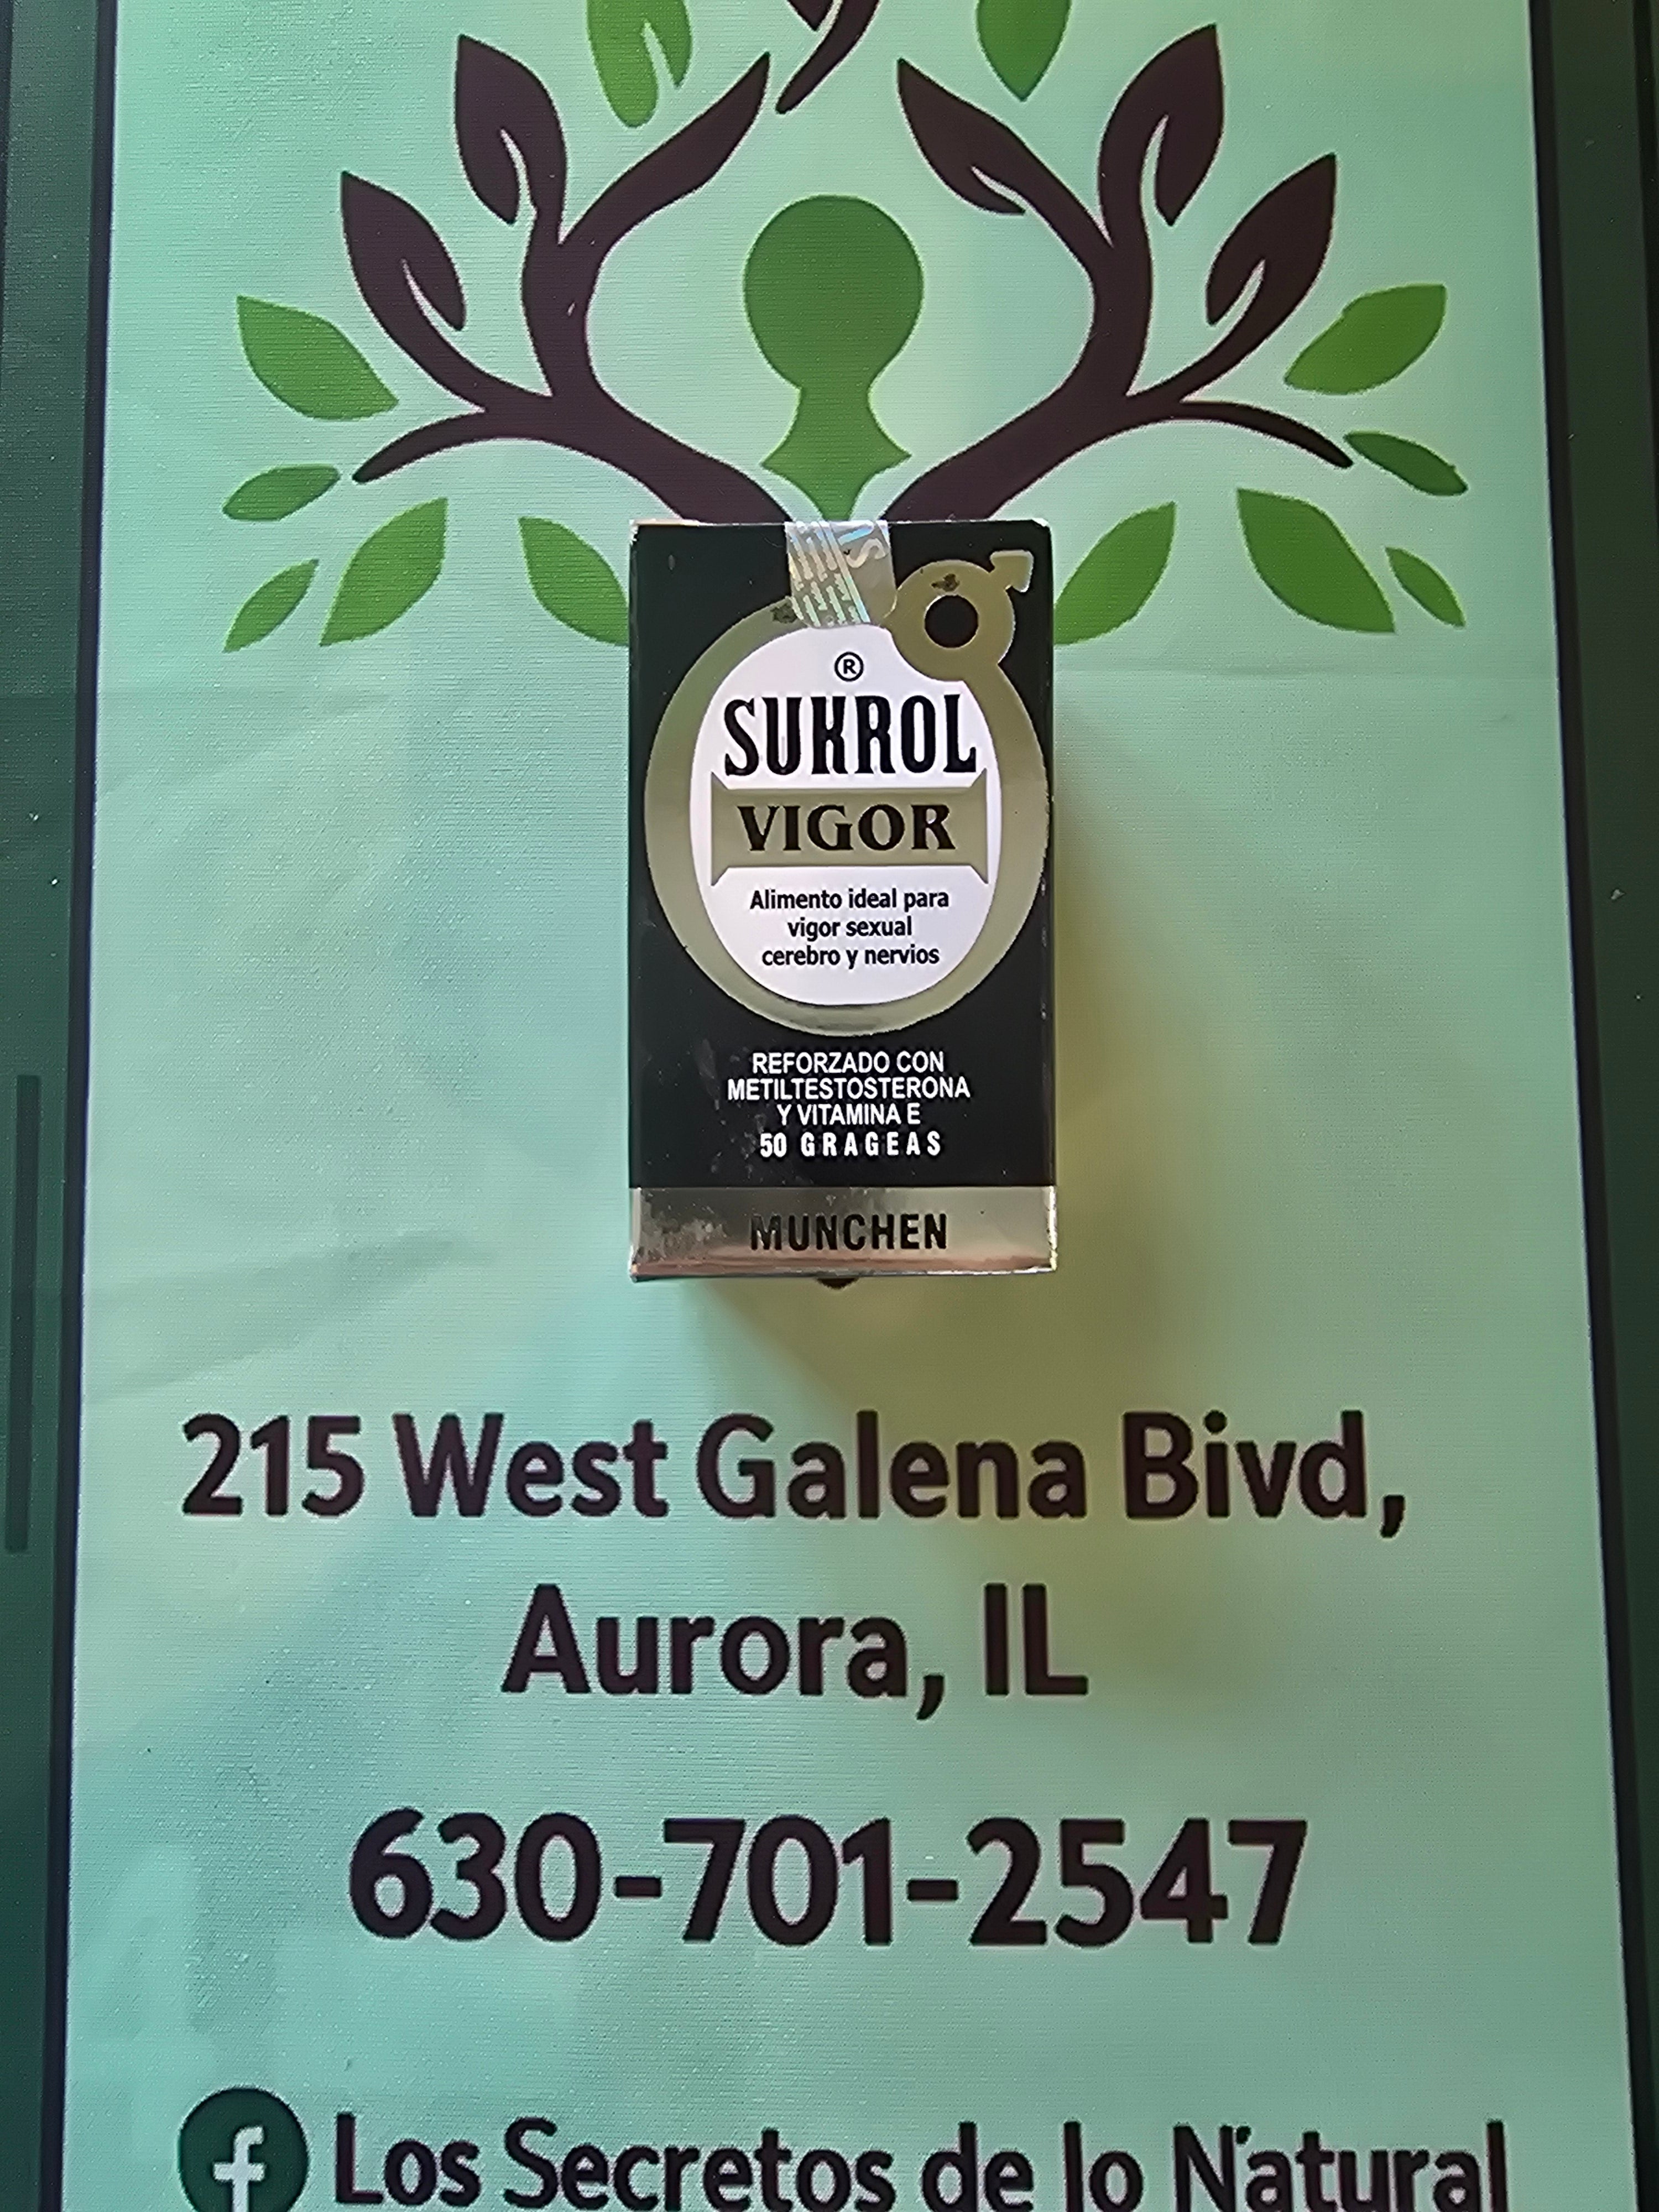 ®
SUKROL
VIGOR
Alimento ideal para
vigor sexual
cerebro y nervios
REFORZADO CON
METILTESTOSTERONA
Y VITAMINA E
50 GRAGEAS
MUNCHEN
215 West Galena Bivd,
Aurora, IL
630-701-2547
f Los Secretos de lo Natural